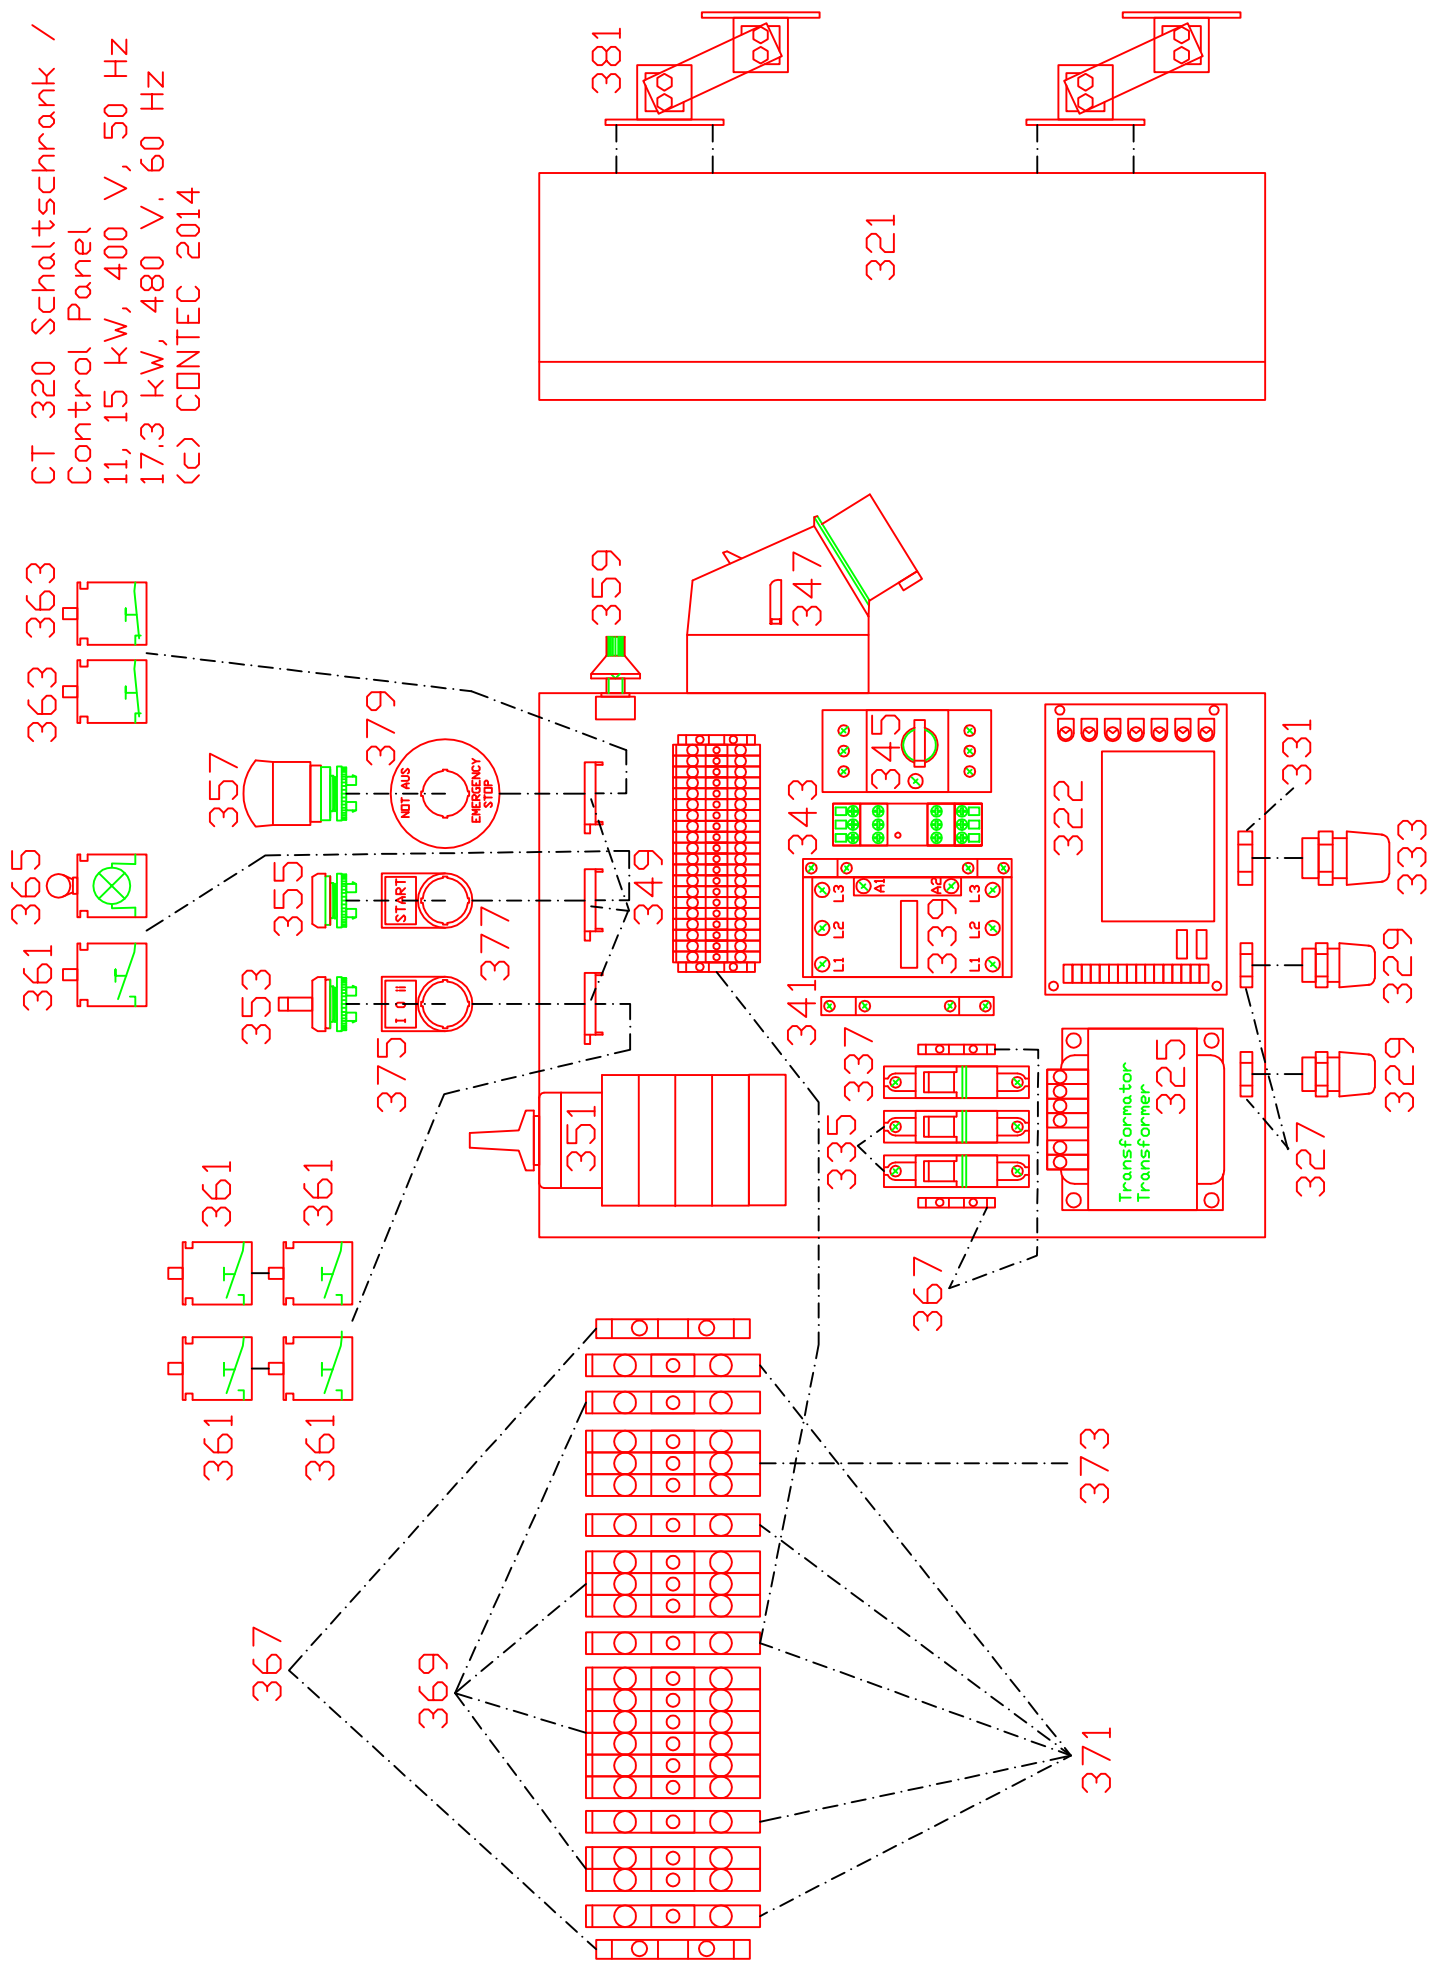 CT 320 Schaltschrank /
Control Panel
11, 15 kW, 400 V, 50 Hz
17.3 kW, 480 V, 60 Hz
(c) CONTEC 2014
381
321
363
363
357
379
365
355
361
353
377
375
NOT AUS
EMERGENCY
STOP
START
I O II
359
347
349
345
343
341
339
L1
L2
L3
A1
A2
L1
L2
L3
322
331
333
329
329
327
325
Transformator
Transformer
337
335
351
367
361
361
361
361
367
369
373
371